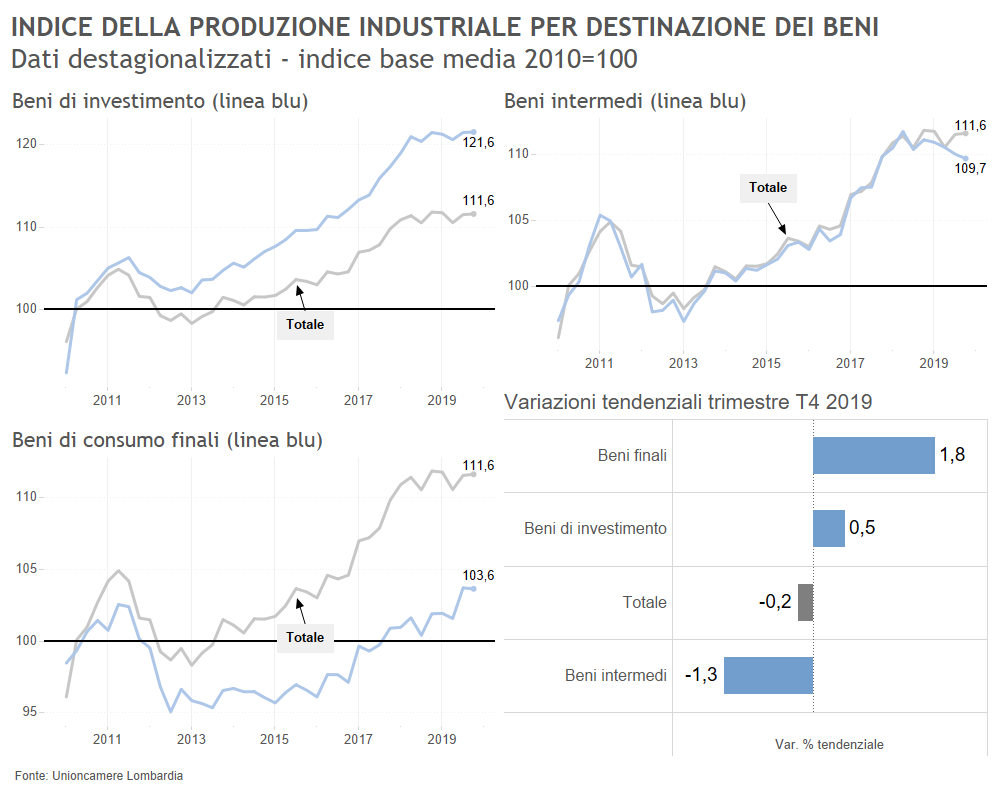 INDICE DELLA PRODUZIONE INDUSTRIALE PER DESTINAZIONE DEI BENI
Dati destagionalizzati - indice base media 2010=100
Beni di investimento (linea blu)
120
110
100
121,6
111,6
Totale
2011
2013
2015
2017
2019
Beni intermedi (linea blu)
110
105
100
111,6
109,7
Totale
2011
2013
2015
2017
2019
Beni di consumo finali (linea blu)
110
105
100
95
111,6
103,6
Totale
2011
2013
2015
2017
2019
Variazioni tendenziali trimestre T4 2019
Beni finali 1,8
Beni di investimento 0,5
Totale -0,2
Beni intermedi -1,3
Var. % tendenziale
Fonte: Unioncamere Lombardia